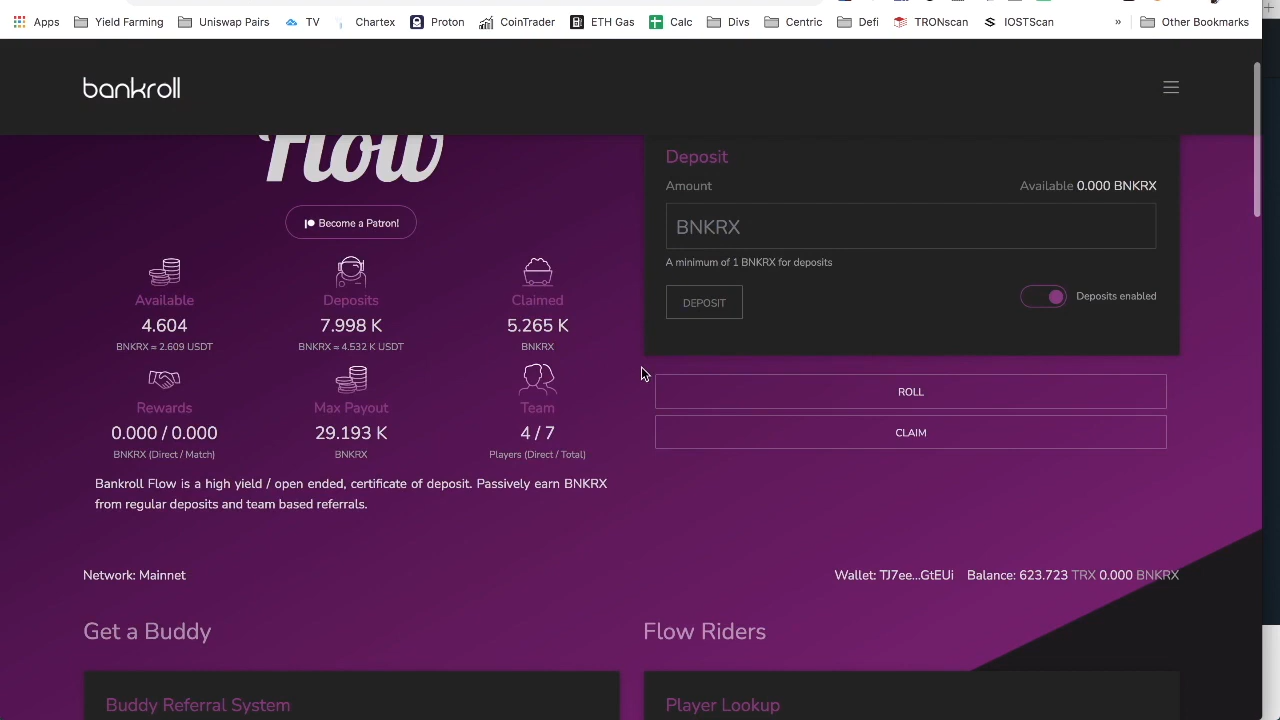 Apps Yield Farming Uniswap Pairs TV Chartex Proton CoinTrader ETH Gas Calc Divs Centric Defi TRONscan IOSTScan » Other Bookmarks
bankroll
Flow
Become a Patron!
Available
4.604
BNKRX ≈ 2.609 USDT
Deposits
7.998 K
BNKRX ≈ 4.532 K USDT
Claimed
5.265 K
BNKRX
Rewards
0.000 / 0.000
BNKRX (Direct / Match)
Max Payout
29.193 K
BNKRX
Team
4 / 7
Players (Direct / Total)
Bankroll Flow is a high yield / open ended, certificate of deposit. Passively earn BNKRX
from regular deposits and team based referrals.
Deposit
Amount
Available 0.000 BNKRX
BNKRX
A minimum of 1 BNKRX for deposits
DEPOSIT
Deposits enabled
ROLL
CLAIM
Network: Mainnet
Wallet: TJ7ee...GtEUi Balance: 623.723 TRX 0.000 BNKRX
Get a Buddy
Flow Riders
Buddy Referral System
Player Lookup